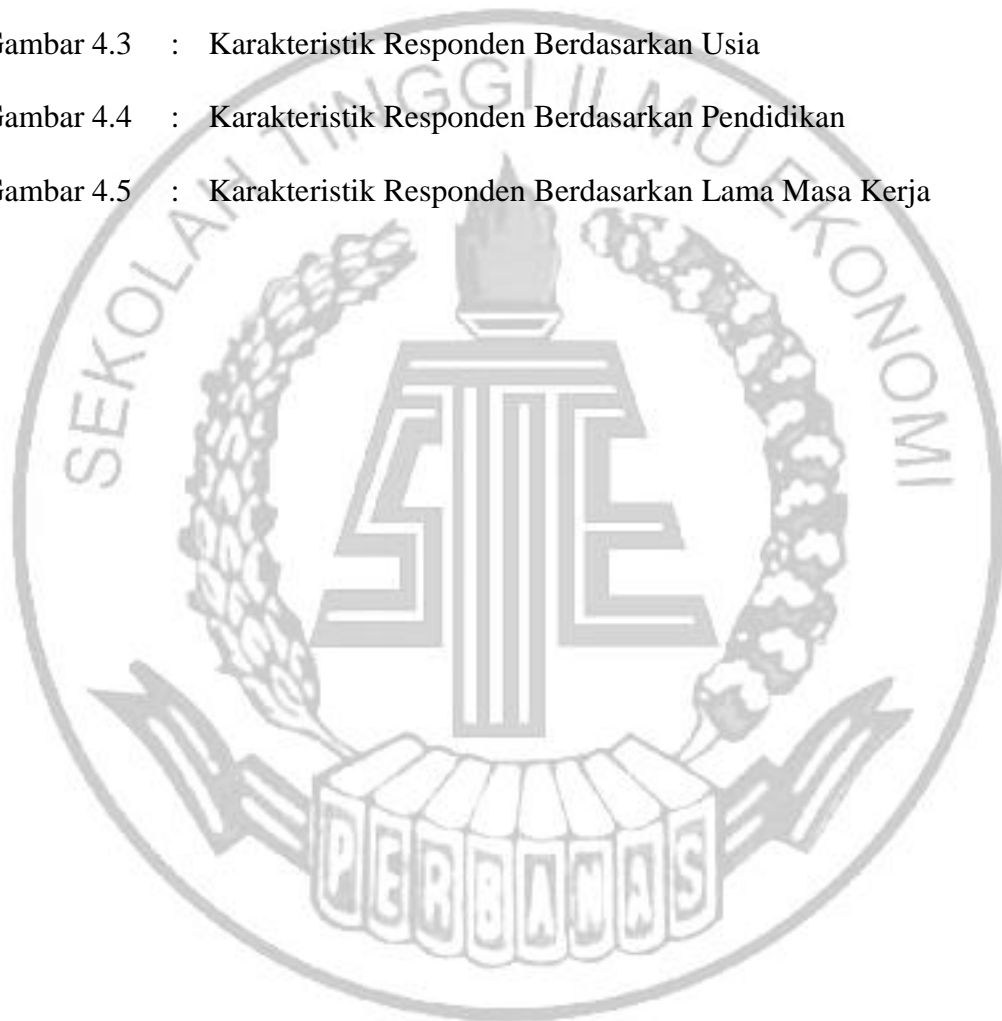 Gambar 4.3 : Karakteristik Responden Berdasarkan Usia
Gambar 4.4 : Karakteristik Responden Berdasarkan Pendidikan
Gambar 4.5 : Karakteristik Responden Berdasarkan Lama Masa Kerja
SEKOLAH TINGGI ILMU EKONOMI
STIE
PERBANAS